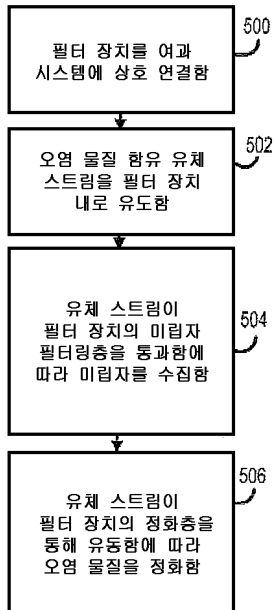 필터 장치를 여과
시스템에 상호 연결함
500
오염 물질 함유 유체
스트림을 필터 장치
내로 유도함
502
유체 스트림이
필터 장치의 미립자
필터링층을 통과함에
따라 미립자를 수집함
504
유체 스트림이
필터 장치의 정화층을
통해 유동함에 따라
오염 물질을 정화함
506